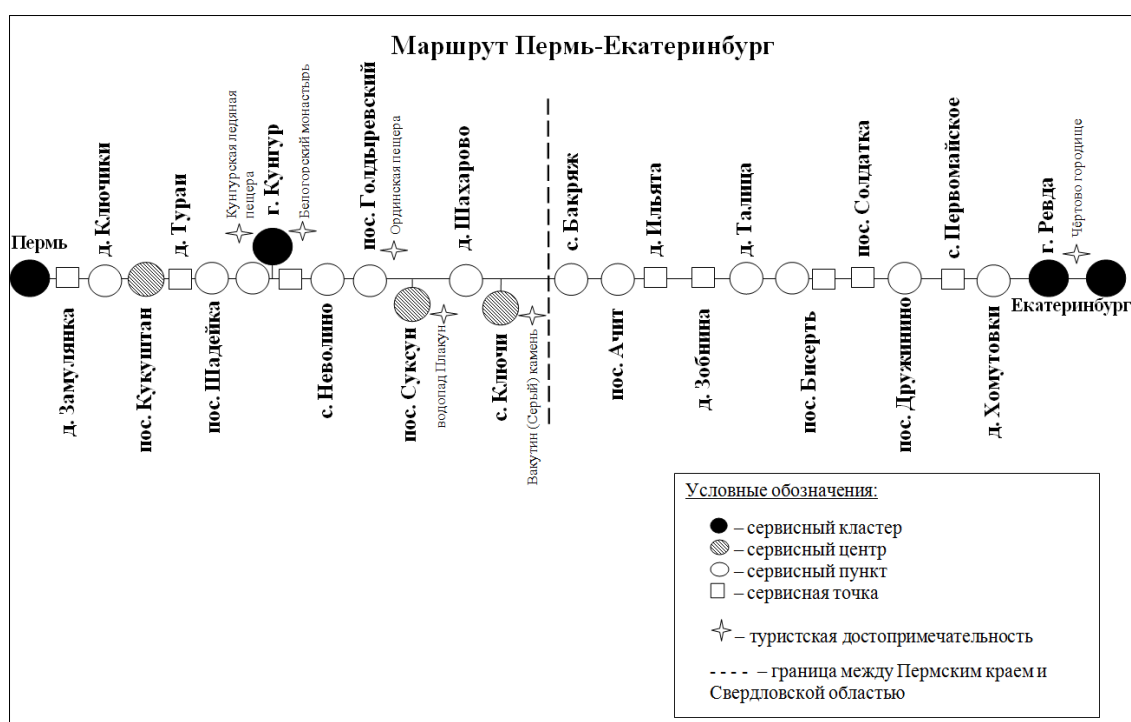 Маршрут Пермь-Екатеринбург
Пермь
д. Замулянка
д. Ключики
пос. Кукуштан
д. Туран
пос. Шадейка
Кунгурская ледяная
пещера
г. Кунгур
Белогорский монастырь
с. Неволино
пос. Голдыревский
Ординская пещера
пос. Суксун
водопад Плакун
д. Шахарово
с. Ключи
Вакутин (Серый) камень
с. Бакряж
пос. Ачит
д. Ильята
д. Зобнина
д. Талица
пос. Бисерть
пос. Солдатка
пос. Дружинино
с. Первомайское
д. Хомутовки
г. Ревда
Чёртово городище
Екатеринбург
Условные обозначения:
– сервисный кластер
– сервисный центр
– сервисный пункт
– сервисная точка
– туристская достопримечательность
- - - - – граница между Пермским краем и
Свердловской областью